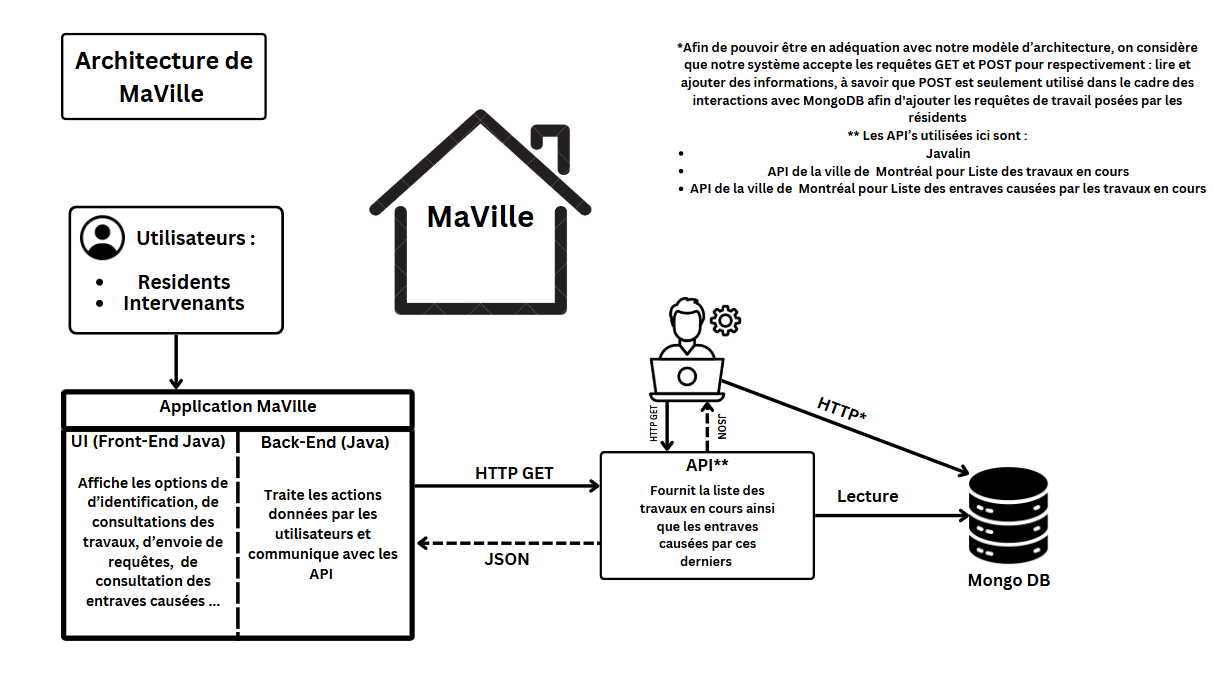 Architecture de
MaVille
*Afin de pouvoir être en adéquation avec notre modèle d’architecture, on considère
que notre système accepte les requêtes GET et POST pour respectivement : lire et
ajouter des informations, à savoir que POST est seulement utilisé dans le cadre des
interactions avec MongoDB afin d'ajouter les requêtes de travail posées par les
résidents
** Les API’s utilisées ici sont :
• Javalin
• API de la ville de  Montréal pour Liste des travaux en cours
• API de la ville de  Montréal pour Liste des entraves causées par les travaux en cours
MaVille
Utilisateurs :
• Residents
• Intervenants
Application MaVille
UI (Front-End Java)
Affiche les options de
d’identification, de
consultations des
travaux, d’envoie de
requêtes,  de
consultation des
entraves causées ...
Back-End (Java)
Traite les actions
données par les
utilisateurs et
communique avec les
API
HTTP GET
JSON
HTTP GET
JSON
API**
Fournit la liste des
travaux en cours ainsi
que les entraves
causées par ces
derniers
HTTP*
Lecture
Mongo DB